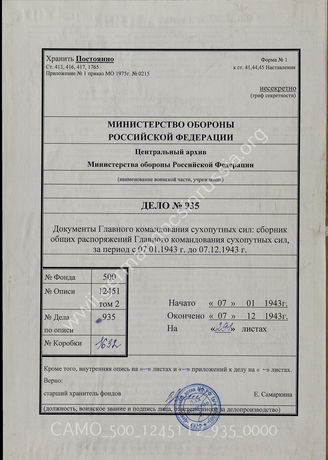 Хранить Постоянно
Форма № 1
Ст. 413, 416, 417, 1765
к ст. 41,44,45 Наставления
Приложение № 1 приказ МО 1975г. № 0215
несекретно
(гриф секретности)
МИНИСТЕРСТВО ОБОРОНЫ
РОССИЙСКОЙ ФЕДЕРАЦИИ
Центральный архив
Министерства обороны Российской Федерации
(наименование воинской части, учреждения)
ДЕЛО № 935
Документы Главного командования сухопутных сил: сборник
общих распоряжений Главного командования сухопутных сил,
за период с 07.01.1943 г. до 07.12.1943 г.
№ Фонда 500
№ Описи 12451
том 2
№ Дела 935
по описи
№ Коробки 1632
Начато « 07 » 01 1943г.
Окончено « 07 » 12 1943г.
На листах
Кроме того, внутренняя опись на «--» листах и «-» приложений к делу на « -» листах.
Верно:
старший хранитель фондов Е. Самаркина
(должность, воинское звание и подпись лица, ответственного за делопроизводство)